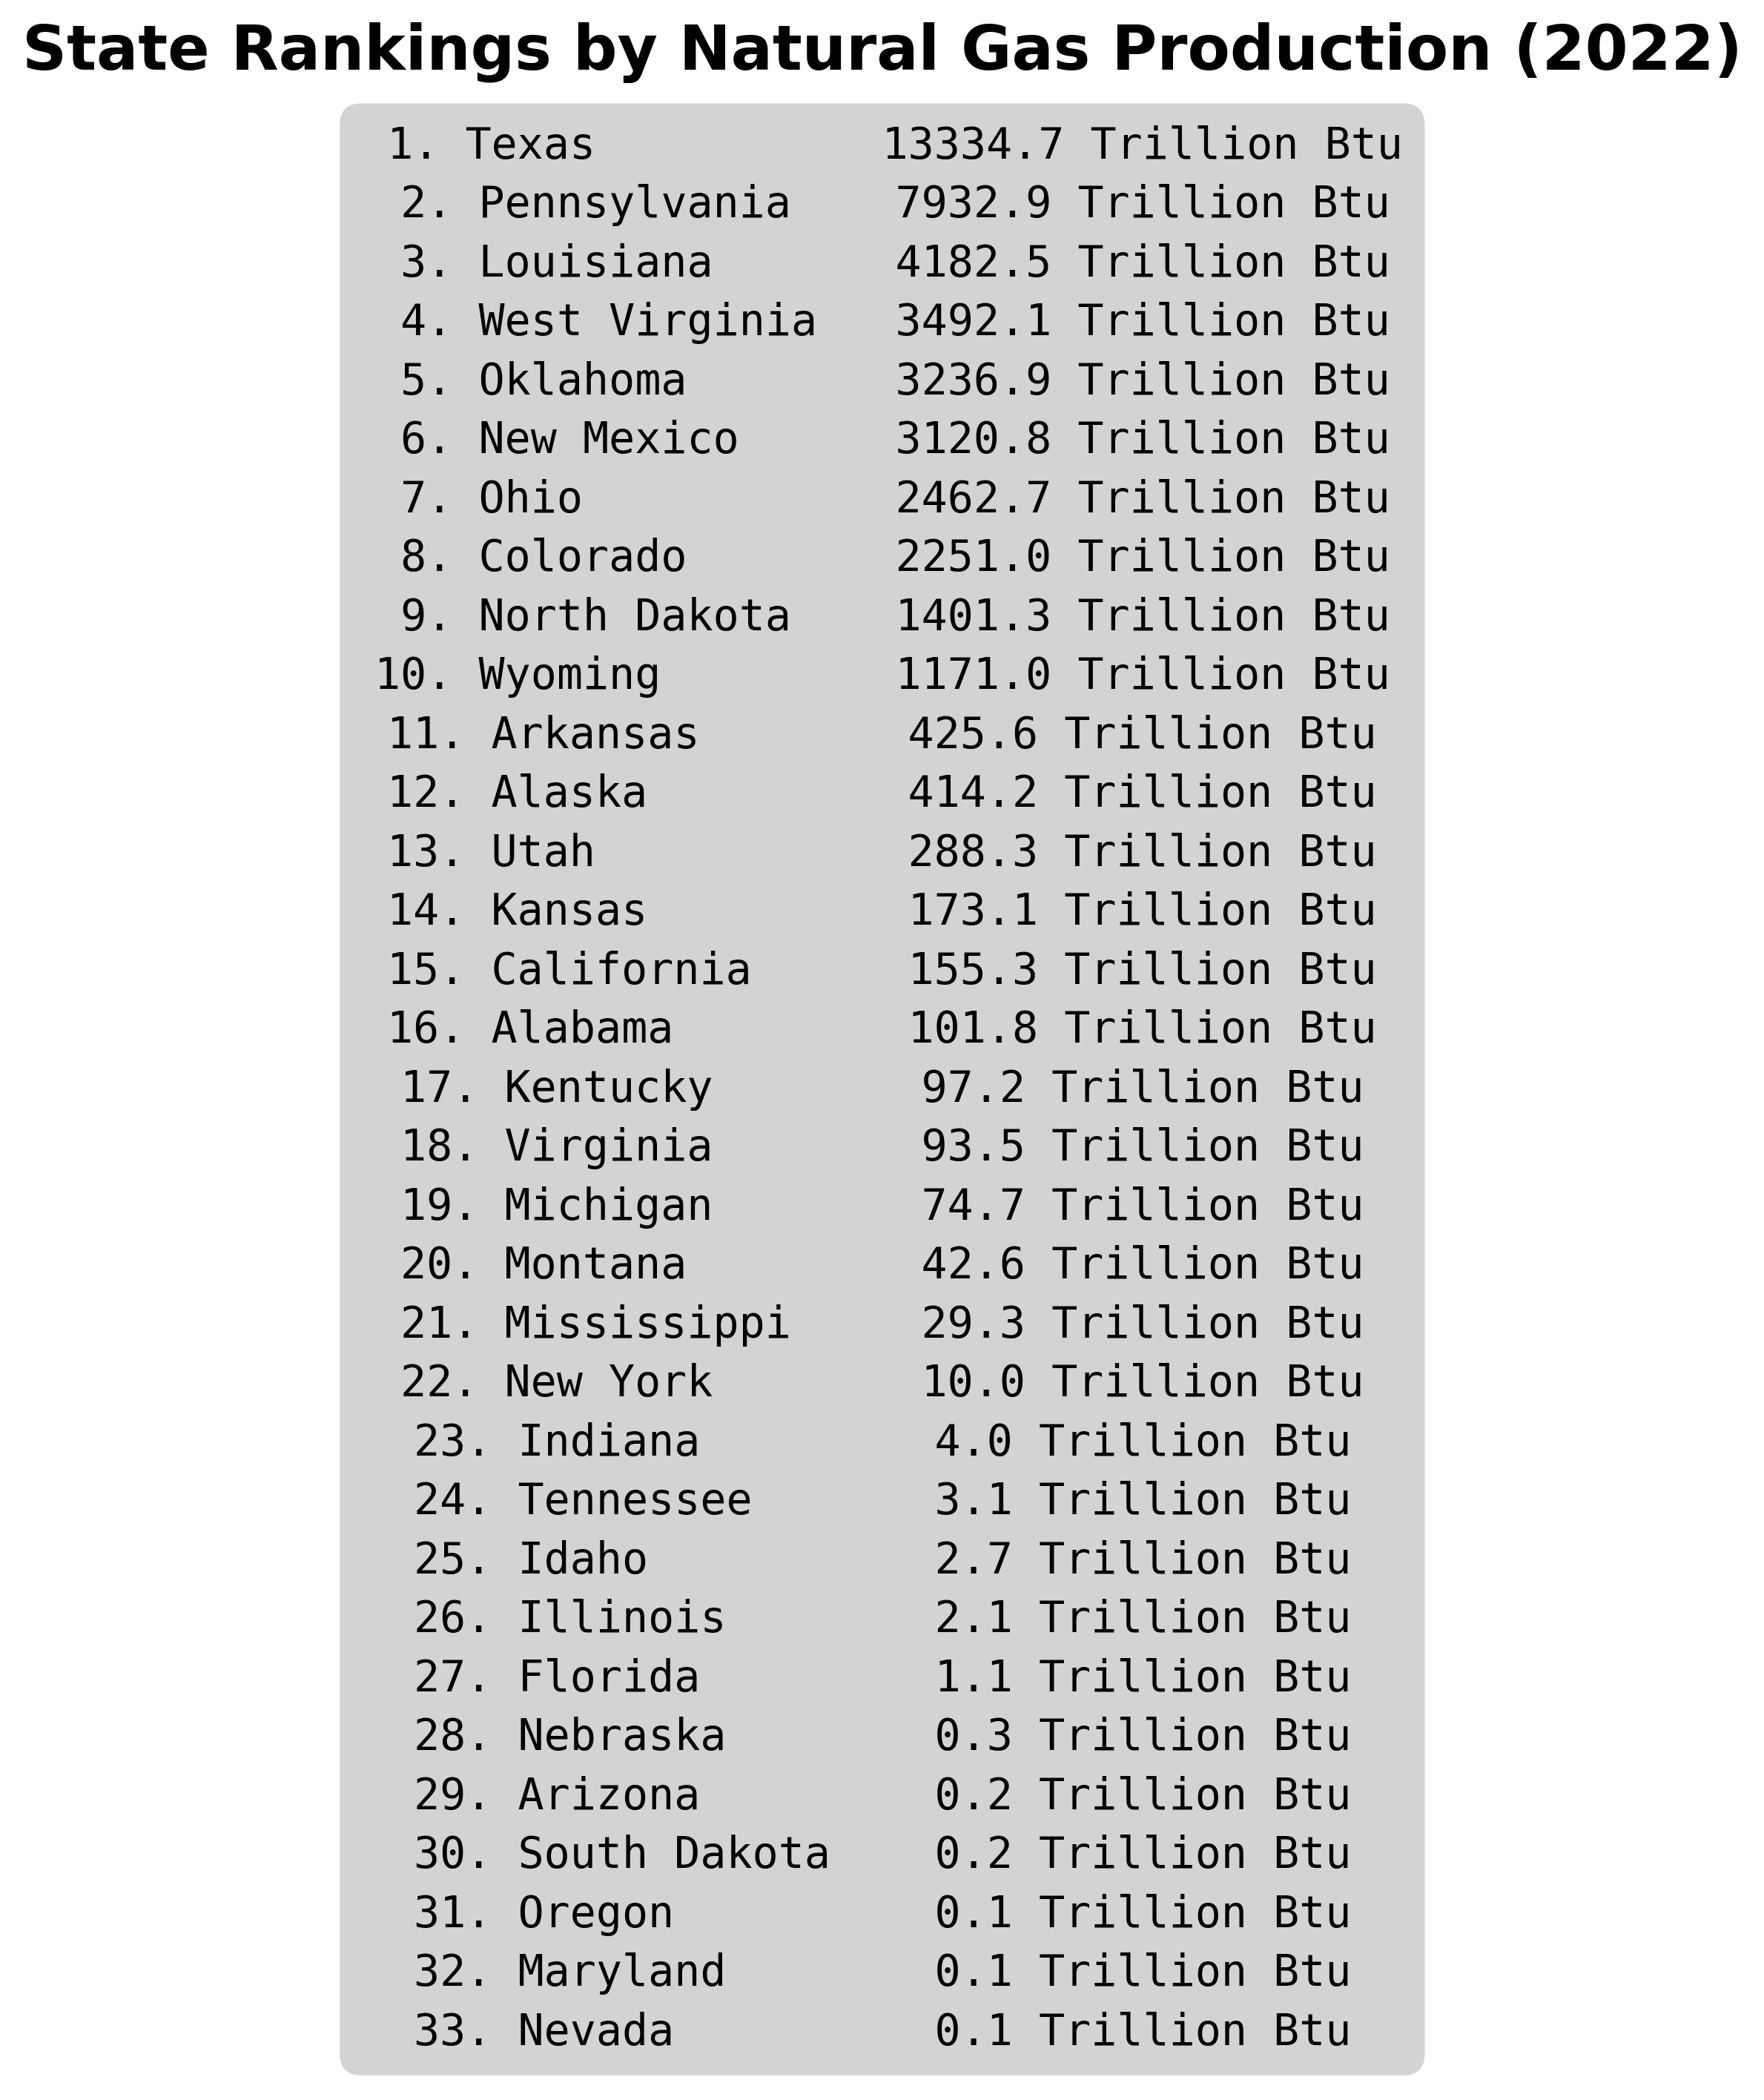 State Rankings by Natural Gas Production (2022)
1. Texas 13334.7 Trillion Btu
2. Pennsylvania 7932.9 Trillion Btu
3. Louisiana 4182.5 Trillion Btu
4. West Virginia 3492.1 Trillion Btu
5. Oklahoma 3236.9 Trillion Btu
6. New Mexico 3120.8 Trillion Btu
7. Ohio 2462.7 Trillion Btu
8. Colorado 2251.0 Trillion Btu
9. North Dakota 1401.3 Trillion Btu
10. Wyoming 1171.0 Trillion Btu
11. Arkansas 425.6 Trillion Btu
12. Alaska 414.2 Trillion Btu
13. Utah 288.3 Trillion Btu
14. Kansas 173.1 Trillion Btu
15. California 155.3 Trillion Btu
16. Alabama 101.8 Trillion Btu
17. Kentucky 97.2 Trillion Btu
18. Virginia 93.5 Trillion Btu
19. Michigan 74.7 Trillion Btu
20. Montana 42.6 Trillion Btu
21. Mississippi 29.3 Trillion Btu
22. New York 10.0 Trillion Btu
23. Indiana 4.0 Trillion Btu
24. Tennessee 3.1 Trillion Btu
25. Idaho 2.7 Trillion Btu
26. Illinois 2.1 Trillion Btu
27. Florida 1.1 Trillion Btu
28. Nebraska 0.3 Trillion Btu
29. Arizona 0.2 Trillion Btu
30. South Dakota 0.2 Trillion Btu
31. Oregon 0.1 Trillion Btu
32. Maryland 0.1 Trillion Btu
33. Nevada 0.1 Trillion Btu